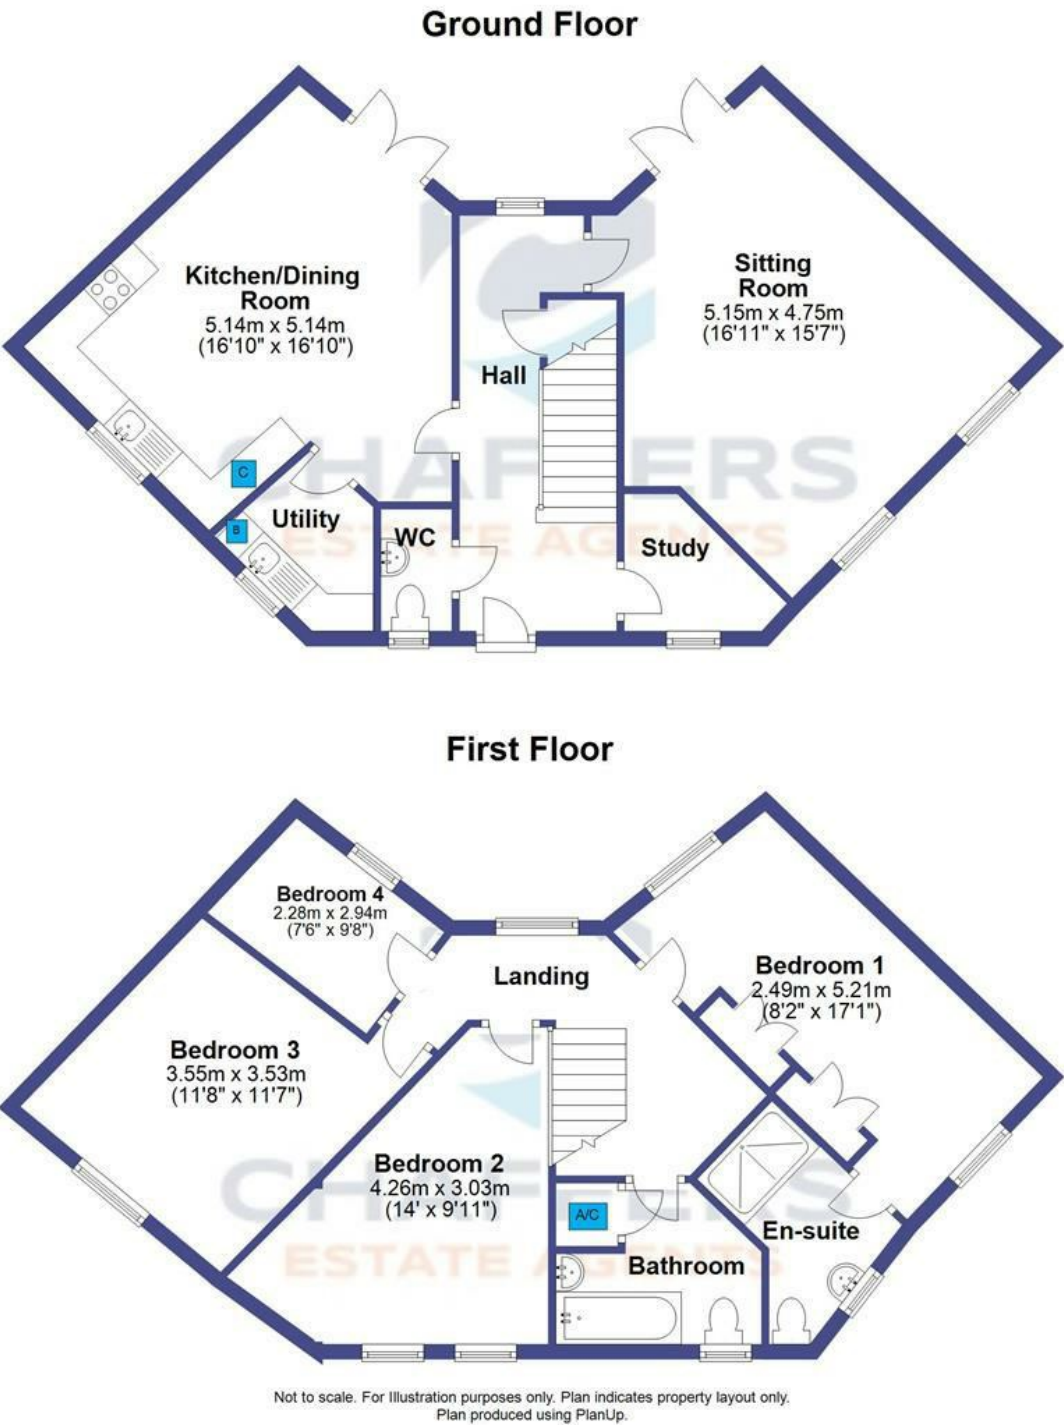 Ground Floor
Kitchen/Dining
Room
5.14m x 5.14m
(16'10" x 16'10")
Sitting
Room
5.15m x 4.75m
(16'11" x 15'7")
Hall
C
B
Utility
WC
Study
CHAFFERS
ESTATE AGENTS
First Floor
Bedroom 4
2.28m x 2.94m
(7'6" x 9'8")
Landing
Bedroom 1
2.49m x 5.21m
(8'2" x 17'1")
Bedroom 3
3.55m x 3.53m
(11'8" x 11'7")
Bedroom 2
4.26m x 3.03m
(14' x 9'11")
A/C
En-suite
Bathroom
CHAFFERS
ESTATE AGENTS
Not to scale. For Illustration purposes only. Plan indicates property layout only.
Plan produced using PlanUp.